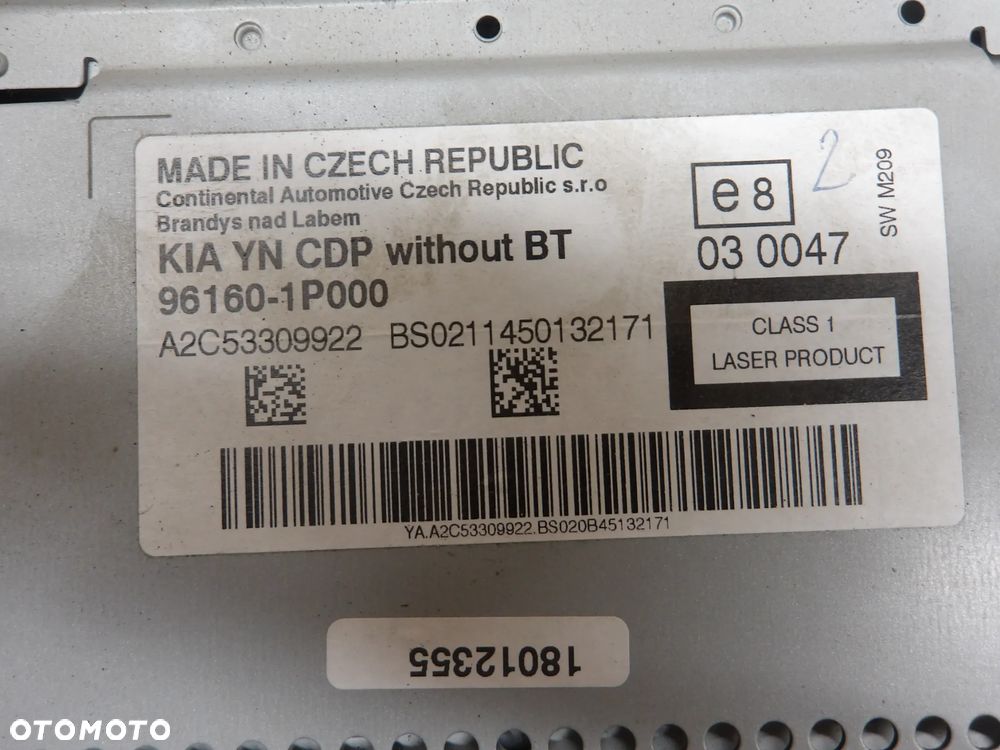 MADE IN CZECH REPUBLIC
Continental Automotive Czech Republic s.r.o
Brandys nad Labem
KIA YN CDP without BT
96160-1P000
A2C53309922 BS0211450132171
e8
03 0047
2
SW M209
CLASS 1
LASER PRODUCT
YA.A2C53309922.BS020B45132171
18012355
OTOMOTO